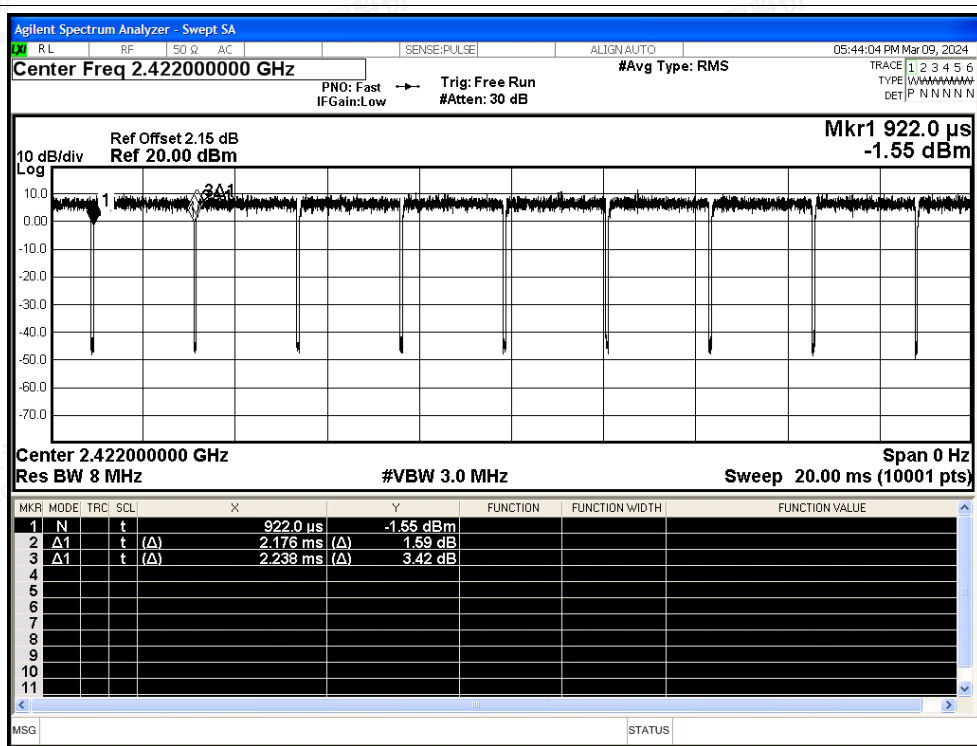 Agilent Spectrum Analyzer - Swept SA
LXI RL RF 50 Ω AC SENSE:PULSE ALIGN AUTO 05:44:04 PM Mar 09, 2024
Center Freq 2.422000000 GHz #Avg Type: RMS TRACE 1 2 3 4 5 6
PNO: Fast Trig: Free Run TYPE WWWWWW
IFGain:Low #Atten: 30 dB DET P N N N N N
Mkr1 922.0 µs
Ref Offset 2.15 dB
10 dB/div Ref 20.00 dBm -1.55 dBm
Log
10.0
1 3Δ1
0.00
-10.0
-20.0
-30.0
-40.0
-50.0
-60.0
-70.0
Center 2.422000000 GHz Span 0 Hz
Res BW 8 MHz #VBW 3.0 MHz Sweep 20.00 ms (10001 pts)
MKR MODE TRC SCL X Y FUNCTION FUNCTION WIDTH FUNCTION VALUE
1 N t 922.0 µs -1.55 dBm
2 Δ1 t (Δ) 2.176 ms (Δ) 1.59 dB
3 Δ1 t (Δ) 2.238 ms (Δ) 3.42 dB
4
5
6
7
8
9
10
11
MSG STATUS